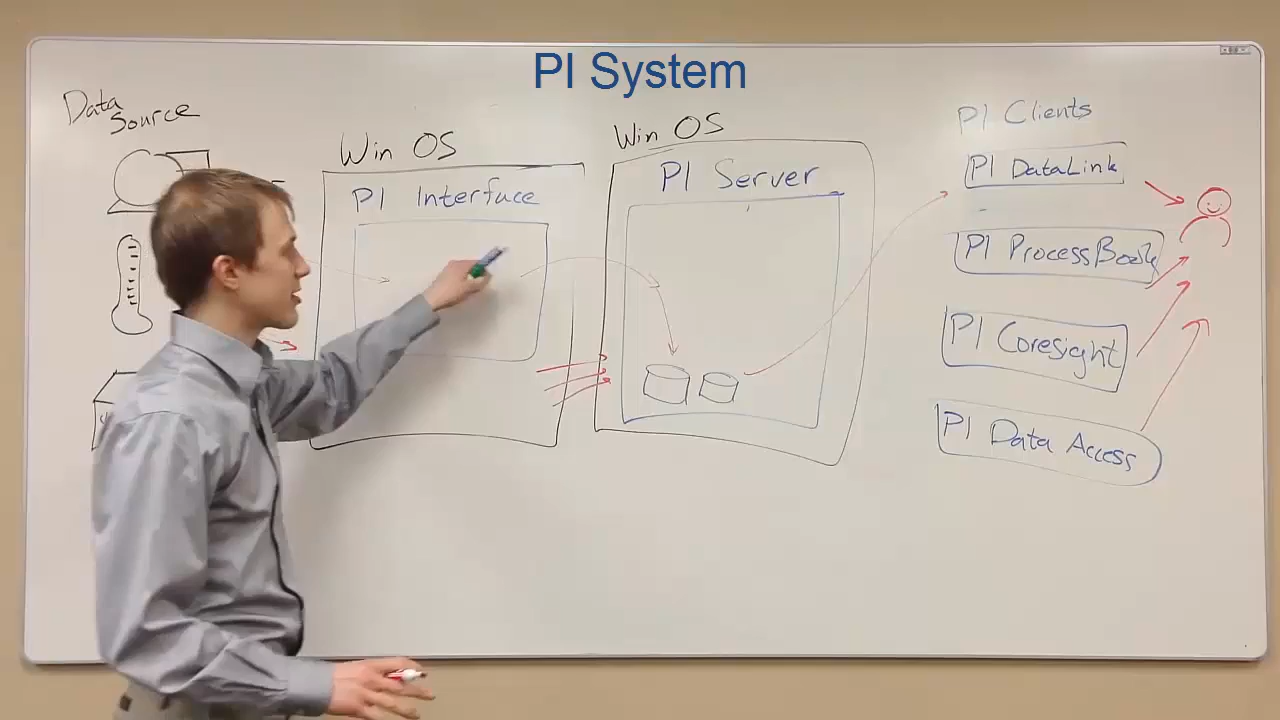 PI System
Data
Source
Win OS
PI Interface
Win OS
PI Server
PI Clients
PI DataLink
PI ProcessBook
PI Coresight
PI Data Access